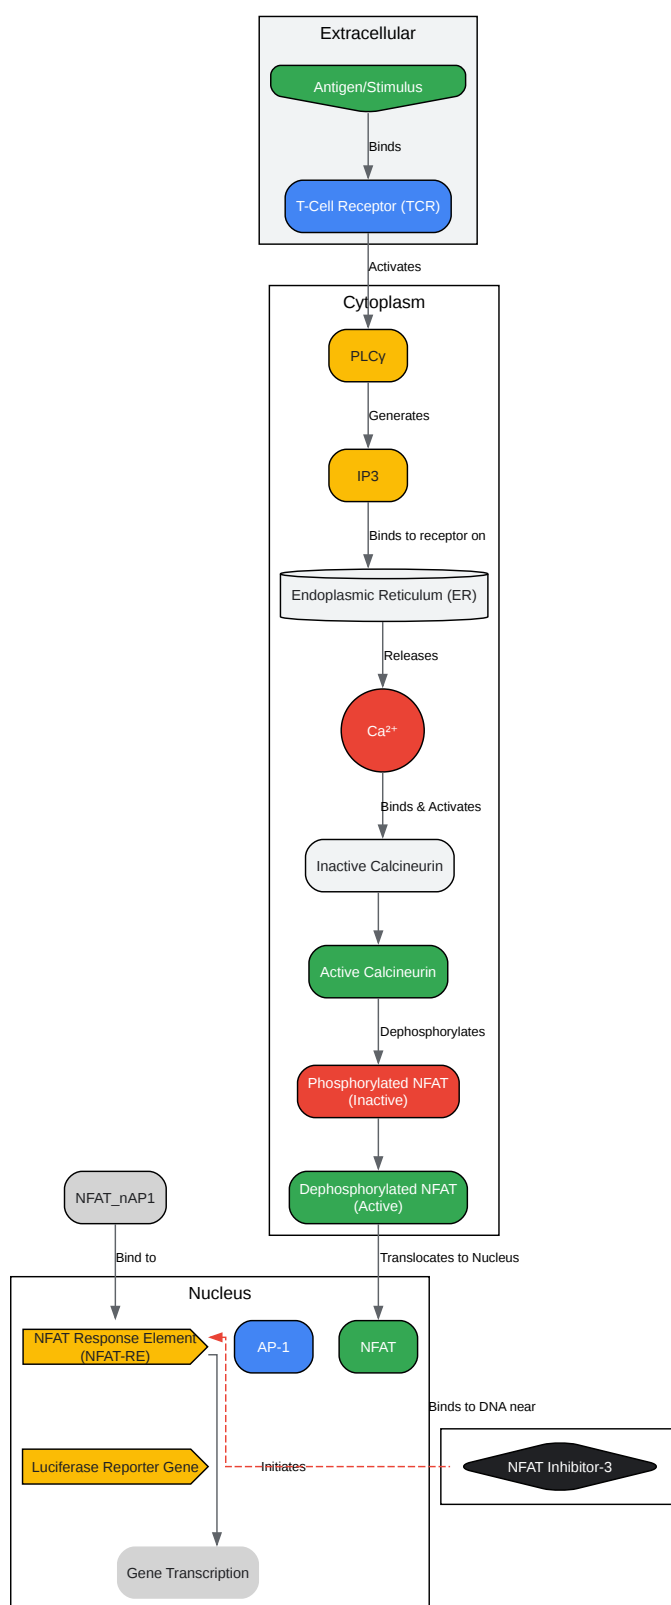 Extracellular
Antigen/Stimulus
Binds
T-Cell Receptor (TCR)
Activates
Cytoplasm
PLCγ
Generates
IP3
Binds to receptor on
Endoplasmic Reticulum (ER)
Releases
Ca²⁺
Binds & Activates
Inactive Calcineurin
Active Calcineurin
Dephosphorylates
Phosphorylated NFAT
(Inactive)
NFAT_nAP1
Dephosphorylated NFAT
(Active)
Bind to
Translocates to Nucleus
Nucleus
NFAT Response Element
(NFAT-RE)
AP-1
NFAT
Binds to DNA near
Luciferase Reporter Gene
Initiates
NFAT Inhibitor-3
Gene Transcription